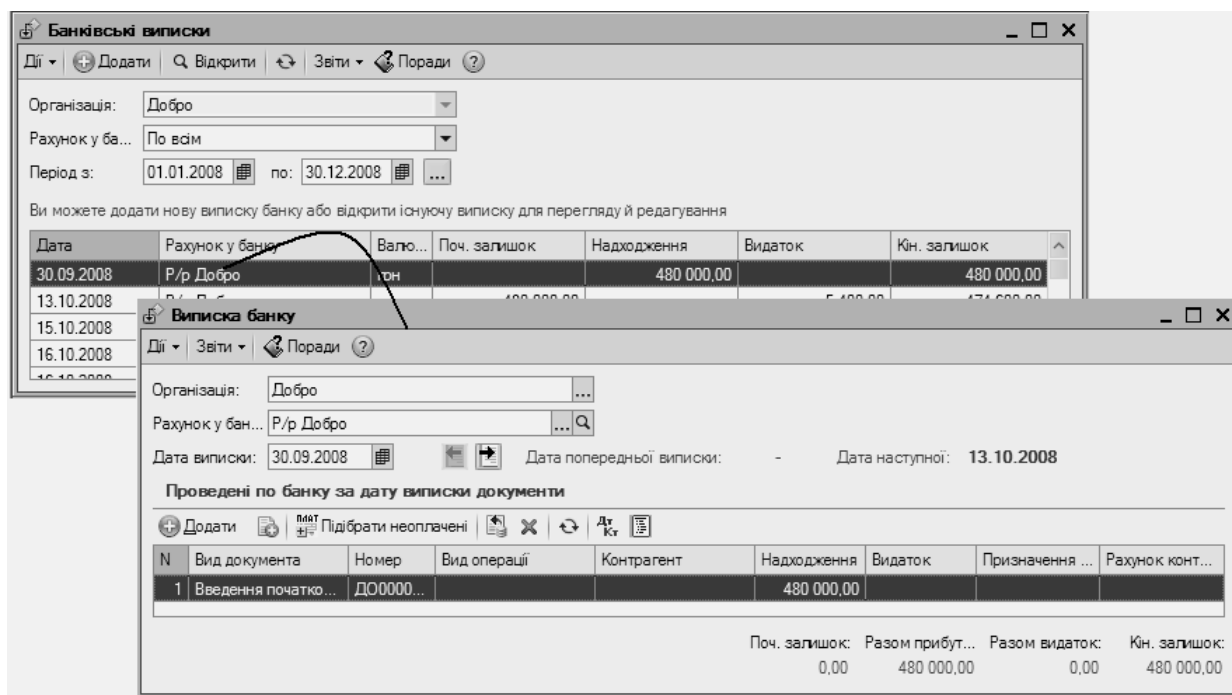 Банківські виписки
Дії Додати Відкрити Звіти Поради ?
Організація: Добро
Рахунок у ба... По всім
Період з: 01.01.2008 по: 30.12.2008 ...
Ви можете додати нову виписку банку або відкрити існуючу виписку для перегляду й редагування
Дата Рахунок у банку Валю... Поч. залишок Надходження Видаток Кін. залишок
30.09.2008 Р/р Добро грн 480 000,00 480 000,00
13.10.2008
15.10.2008
16.10.2008
Виписка банку
Дії Звіти Поради ?
Організація: Добро ...
Рахунок у бан... Р/р Добро ...
Дата виписки: 30.09.2008 Дата попередньої виписки: - Дата наступної: 13.10.2008
Проведені по банку за дату виписки документи
Додати ПЛАТ Підібрати неоплачені Дт Кт
N Вид документа Номер Вид операції Контрагент Надходження Видаток Призначення ... Рахунок конт...
1 Введення початко... ДО0000... 480 000,00
Поч. залишок: Разом прибут... Разом видаток: Кін. залишок:
0,00 480 000,00 0,00 480 000,00